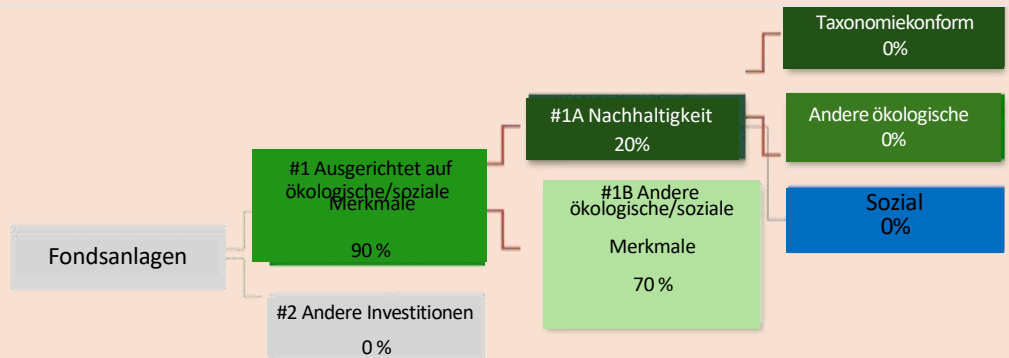 Taxonomiekonform
0%
#1A Nachhaltigkeit
20%
Andere ökologische
0%
#1 Ausgerichtet auf
ökologische/soziale
Merkmale
90 %
#1B Andere
ökologische/soziale
Merkmale
70 %
Sozial
0%
Fondsanlagen
#2 Andere Investitionen
0 %